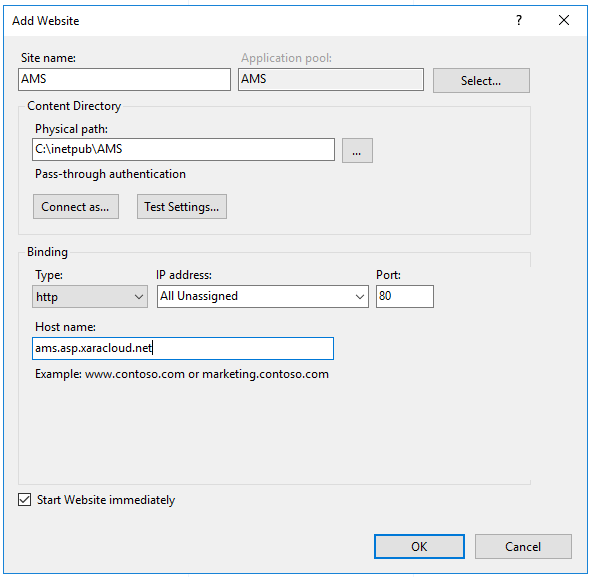 Add Website
?
Site name:
Application pool:
AMS
AMS
Select...
Content Directory
Physical path:
C:\inetpub\AMS
...
Pass-through authentication
Connect as...
Test Settings...
Binding
Type:
IP address:
Port:
http
All Unassigned
80
Host name:
ams.asp.xaracloud.net
Example: www.contoso.com or marketing.contoso.com
Start Website immediately
OK
Cancel